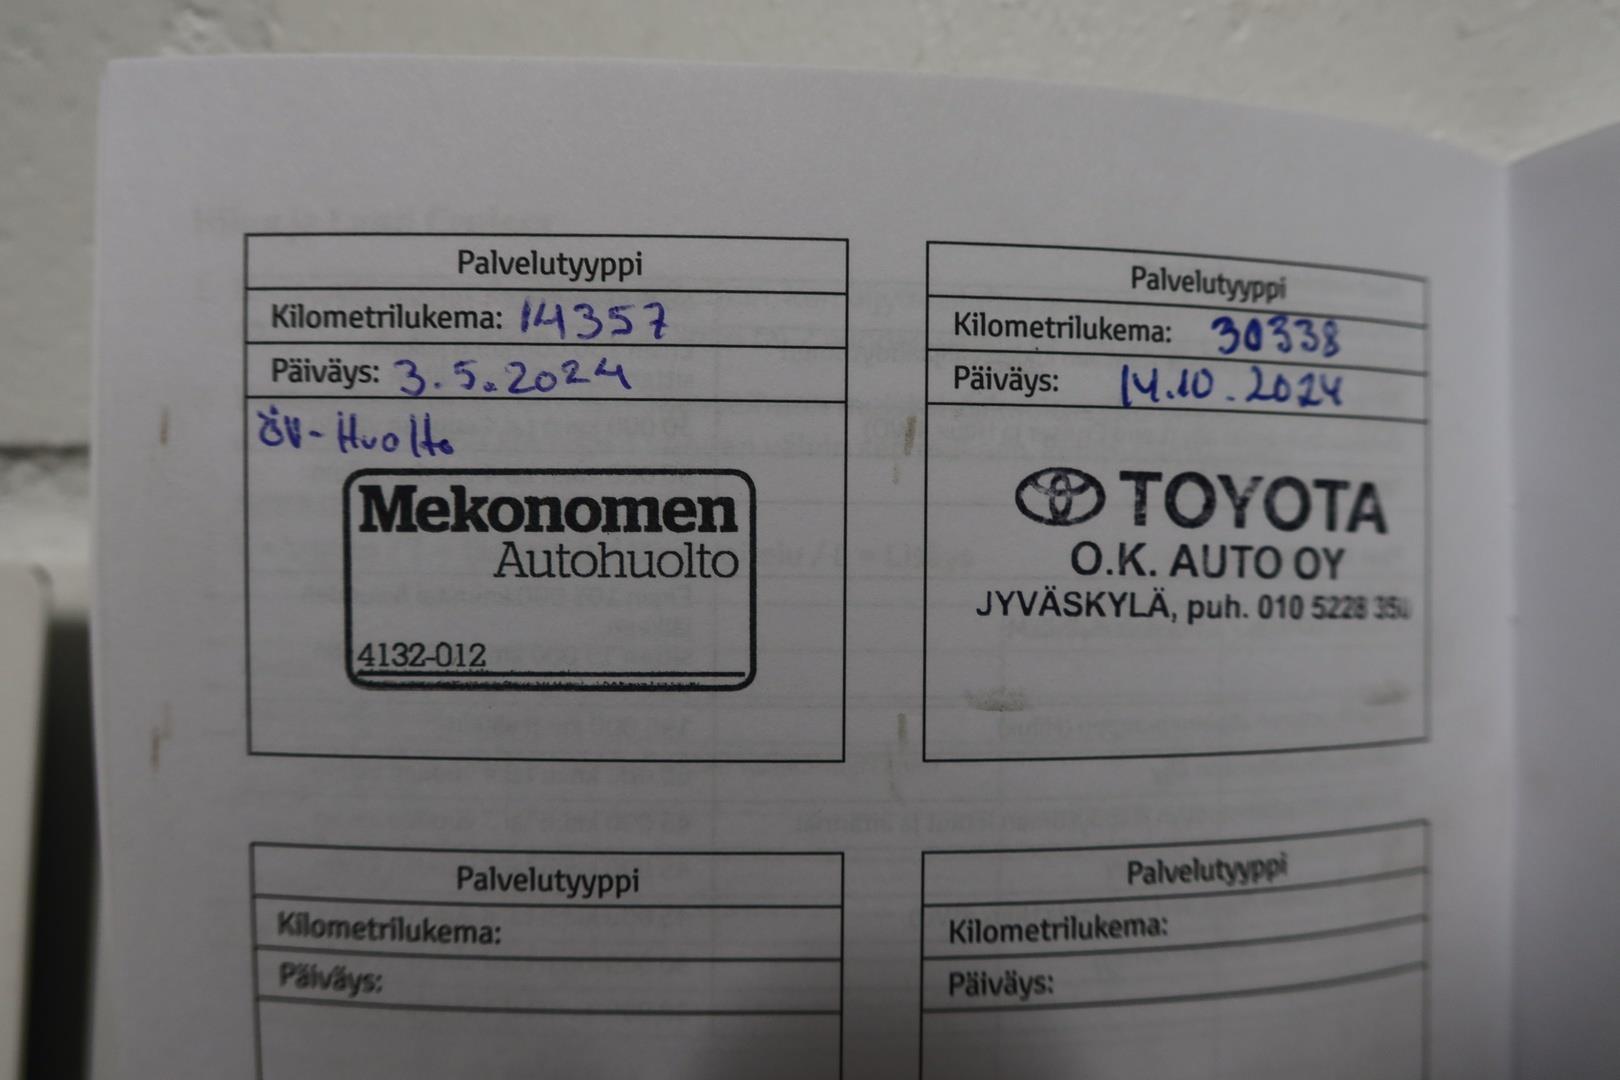 Palvelutyyppi
Kilometrilukema: 14357
Päiväys: 3.5.2024
ÖV-Huolto
Mekonomen
Autohuolto
4132-012
Palvelutyyppi
Kilometrilukema: 30338
Päiväys: 14.10.2024
TOYOTA
O.K. AUTO OY
JYVÄSKYLÄ, puh. 010 5228
Palvelutyyppi
Kilometrilukema:
Päiväys:
Palvelutyyppi
Kilometrilukema:
Päiväys: